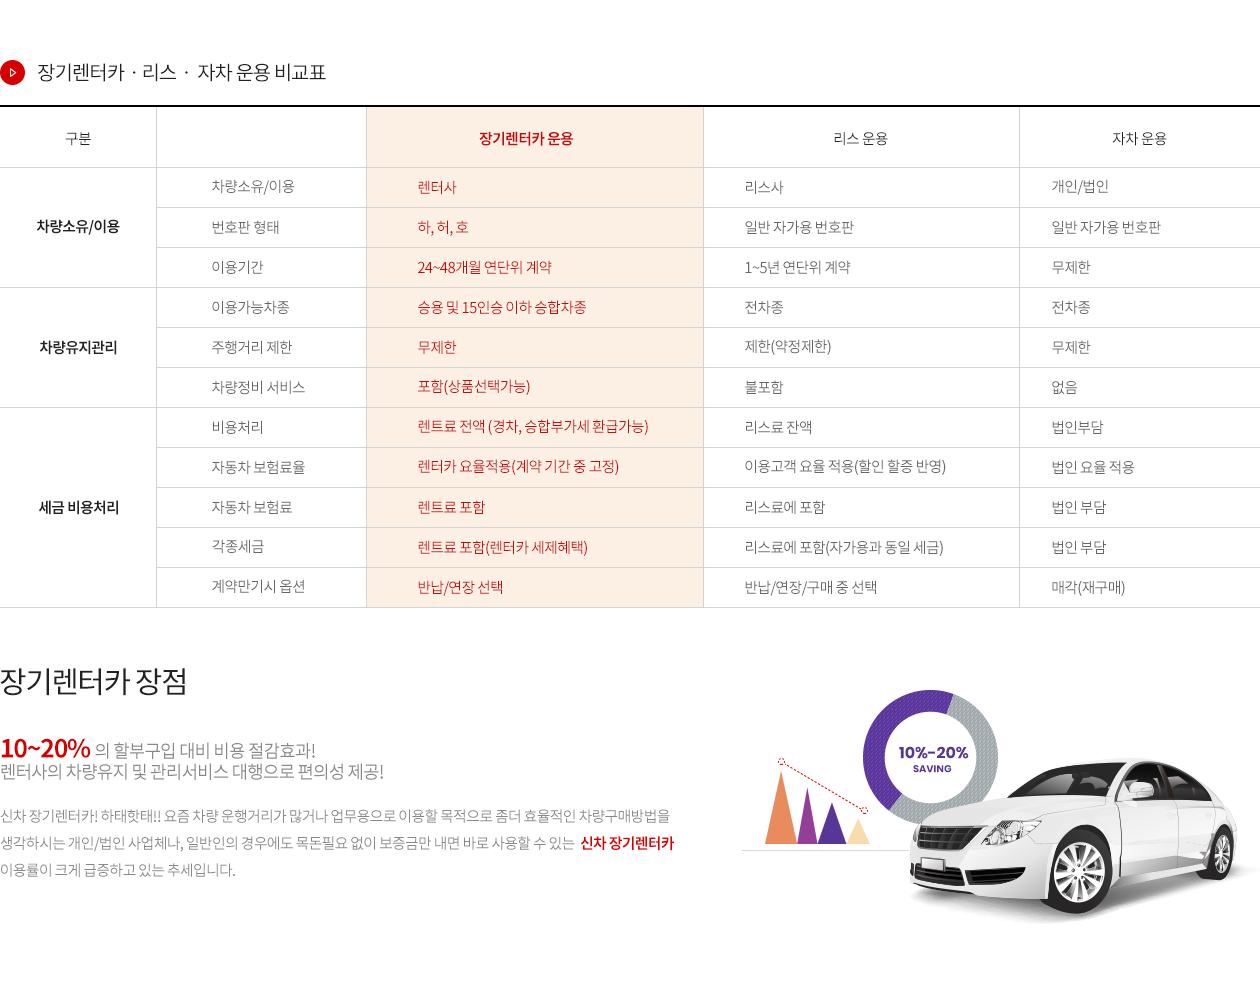 장기렌터카 · 리스 · 자차 운용 비교표
구분 장기렌터카 운용 리스 운용 자차 운용
차량소유/이용 차량소유/이용 렌터사 리스사 개인/법인
번호판 형태 하, 허, 호 일반 자가용 번호판 일반 자가용 번호판
이용기간 24~48개월 연단위 계약 1~5년 연단위 계약 무제한
차량유지관리 이용가능차종 승용 및 15인승 이하 승합차종 전차종 전차종
주행거리 제한 무제한 제한(약정제한) 무제한
차량정비 서비스 포함(상품선택가능) 불포함 없음
세금 비용처리 비용처리 렌트료 전액 (경차, 승합부가세 환급가능) 리스료 잔액 법인부담
자동차 보험료율 렌터카 요율적용(계약 기간 중 고정) 이용고객 요율 적용(할인 할증 반영) 법인 요율 적용
자동차 보험료 렌트료 포함 리스료에 포함 법인 부담
각종세금 렌트료 포함(렌터카 세제혜택) 리스료에 포함(자가용과 동일 세금) 법인 부담
계약만기시 옵션 반납/연장 선택 반납/연장/구매 중 선택 매각(재구매)
장기렌터카 장점
10~20% 의 할부구입 대비 비용 절감효과!
렌터사의 차량유지 및 관리서비스 대행으로 편의성 제공!
신차 장기렌터카! 하태핫태!! 요즘 차량 운행거리가 많거나 업무용으로 이용할 목적으로 좀더 효율적인 차량구매방법을
생각하시는 개인/법인 사업체나, 일반인의 경우에도 목돈필요 없이 보증금만 내면 바로 사용할 수 있는 신차 장기렌터카
이용률이 크게 급증하고 있는 추세입니다.
10%-20%
SAVING